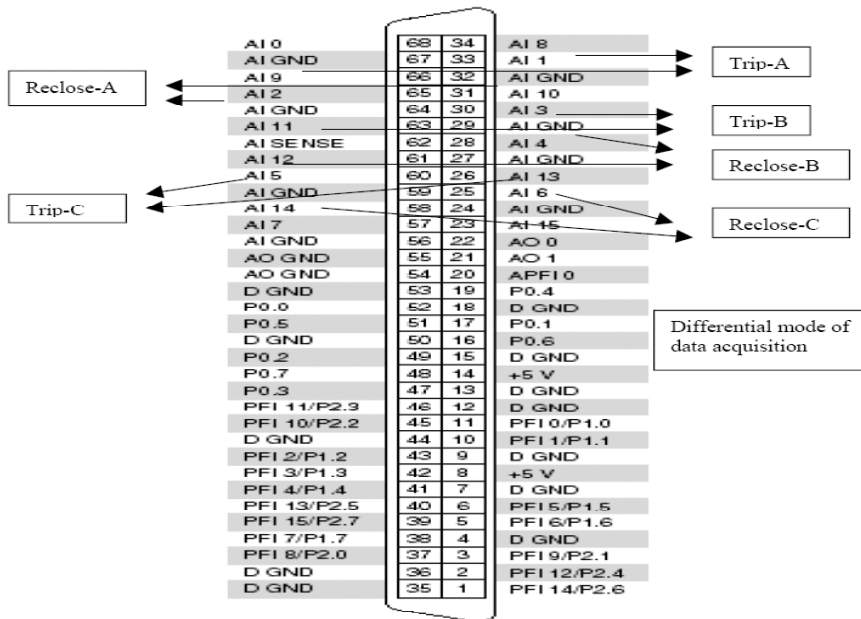 AI 0 68 34 AI 8
AI GND 67 33 AI 1
AI 9 66 32 AI GND
AI 2 65 31 AI 10
AI GND 64 30 AI 3
AI 11 63 29 AI GND
AI SENSE 62 28 AI 4
AI 12 61 27 AI GND
AI 5 60 26 AI 13
AI GND 59 25 AI 6
AI 14 58 24 AI GND
AI 7 57 23 AI 15
AI GND 56 22 AO 0
AO GND 55 21 AO 1
AO GND 54 20 APFI 0
D GND 53 19 P0.4
P0.0 52 18 D GND
P0.5 51 17 P0.1
D GND 50 16 P0.6
P0.2 49 15 D GND
P0.7 48 14 +5 V
P0.3 47 13 D GND
PFI 11/P2.3 46 12 D GND
PFI 10/P2.2 45 11 PFI 0/P1.0
D GND 44 10 PFI 1/P1.1
PFI 2/P1.2 43 9 D GND
PFI 3/P1.3 42 8 +5 V
PFI 4/P1.4 41 7 D GND
PFI 13/P2.5 40 6 PFI 5/P1.5
PFI 15/P2.7 39 5 PFI 6/P1.6
PFI 7/P1.7 38 4 D GND
PFI 8/P2.0 37 3 PFI 9/P2.1
D GND 36 2 PFI 12/P2.4
D GND 35 1 PFI 14/P2.6
Reclose-A
Trip-C
Trip-A
Trip-B
Reclose-B
Reclose-C
Differential mode of
data acquisition